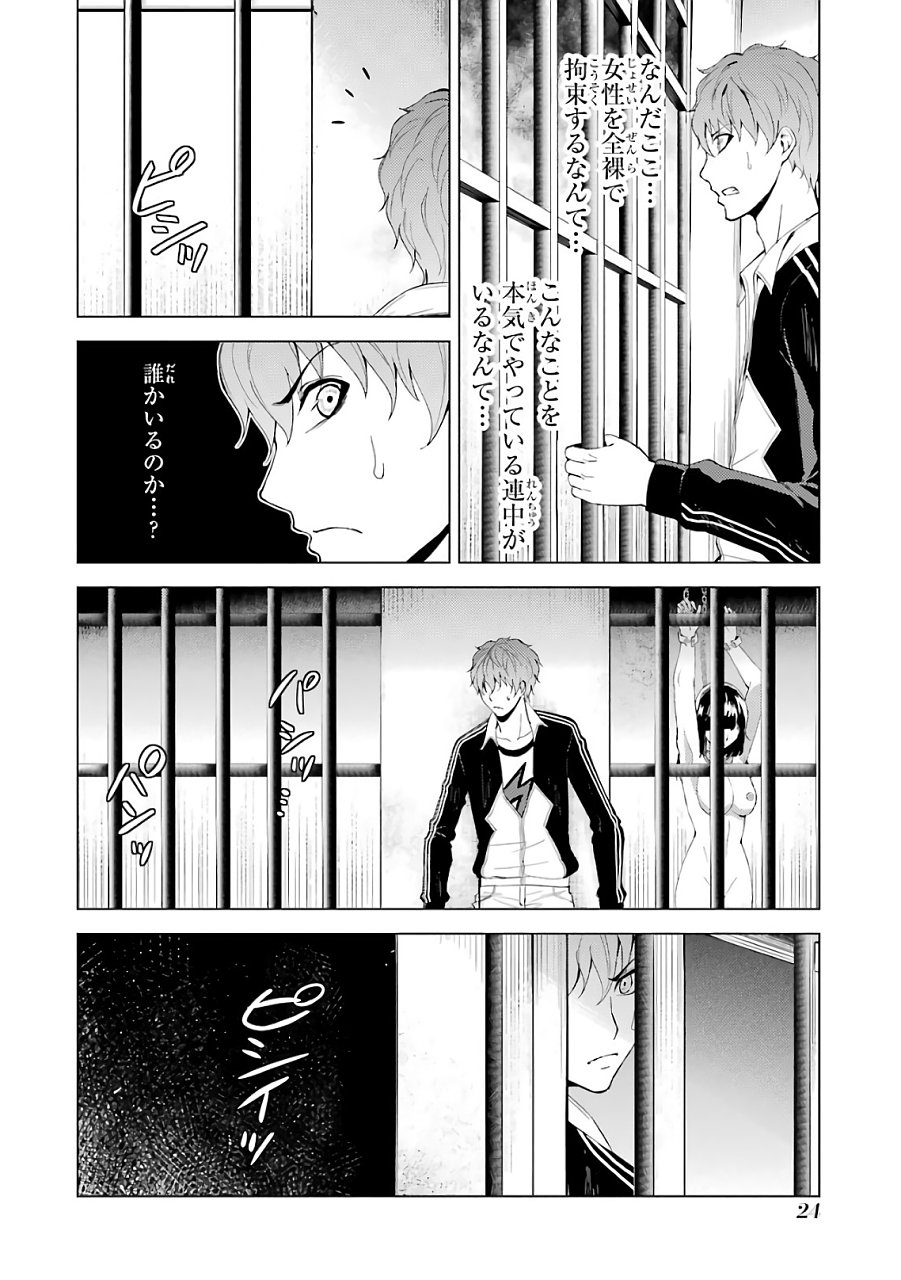 なんだここ…
女性を全裸で
拘束するなんて…
こんなことを
本気でやっている連中が
いるなんて…
ピシッ
誰かいるのか…?
パシッ…
パンッ
ピシィッ
24